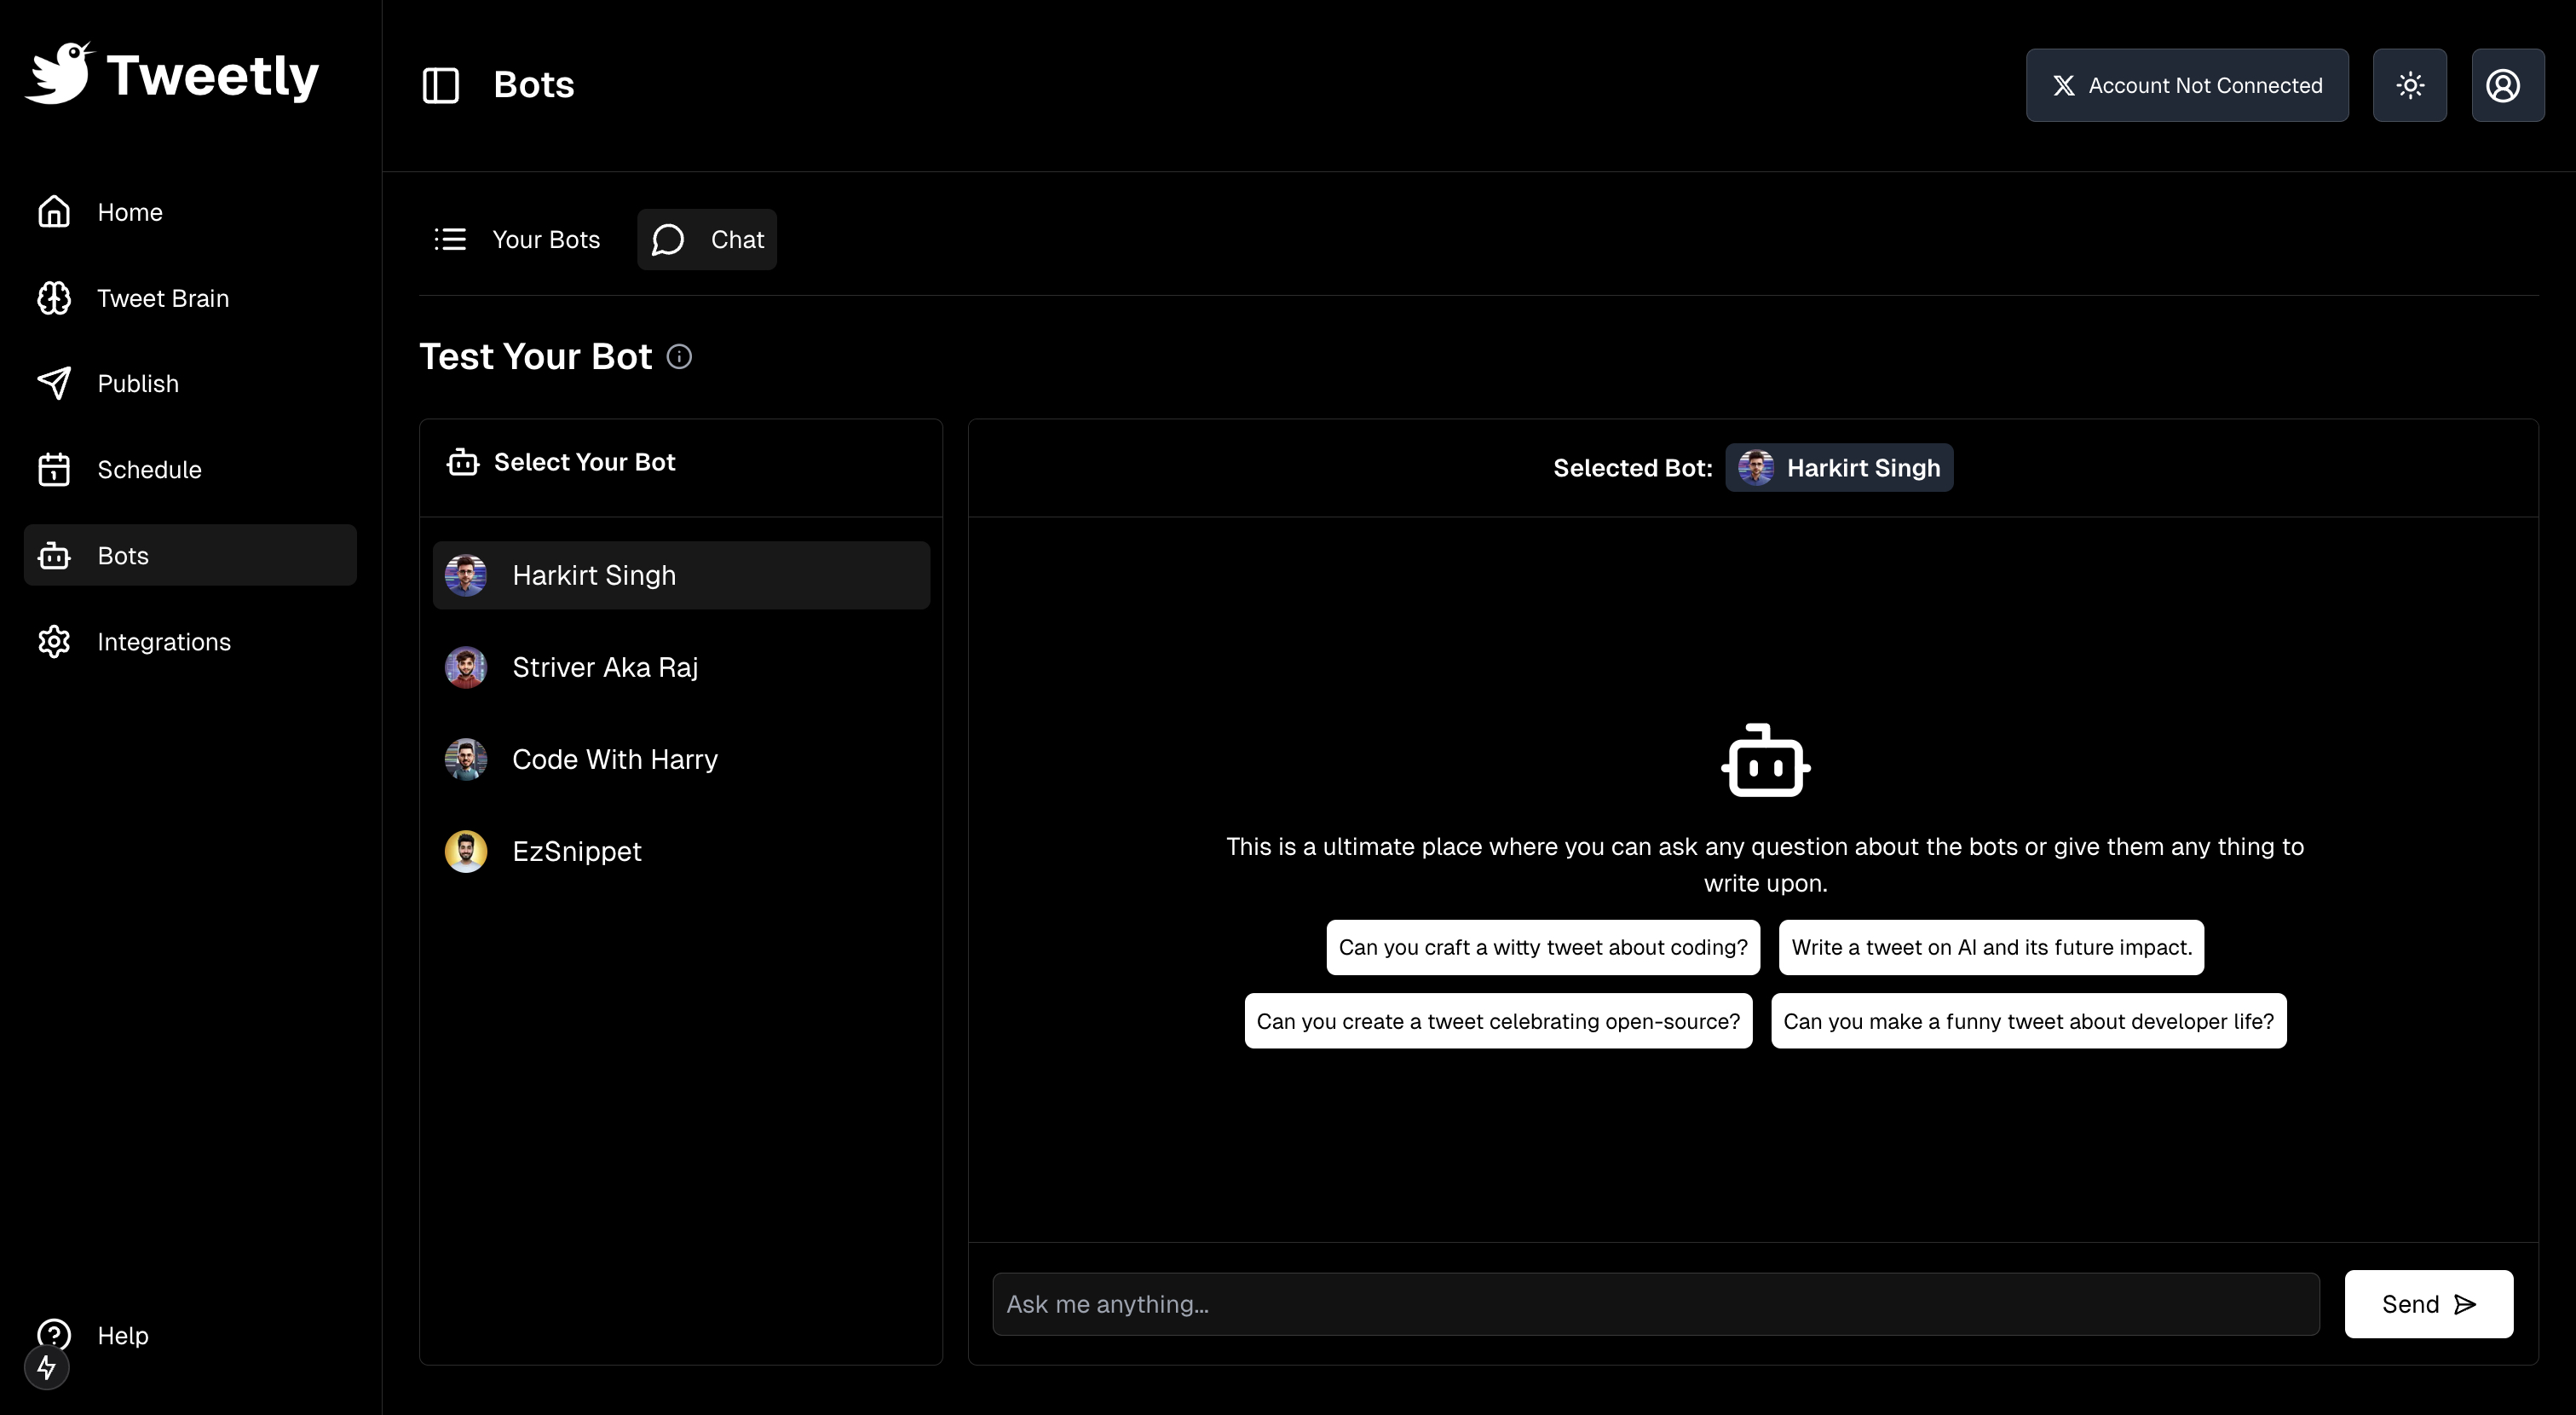 Tweetly
Home
Tweet Brain
Publish
Schedule
Bots
Integrations
Help
Bots
Account Not Connected
Your Bots
Chat
Test Your Bot
Select Your Bot
Harkirt Singh
Striver Aka Raj
Code With Harry
EzSnippet
Selected Bot: Harkirt Singh
This is a ultimate place where you can ask any question about the bots or give them any thing to
write upon.
Can you craft a witty tweet about coding?
Write a tweet on AI and its future impact.
Can you create a tweet celebrating open-source?
Can you make a funny tweet about developer life?
Ask me anything...
Send